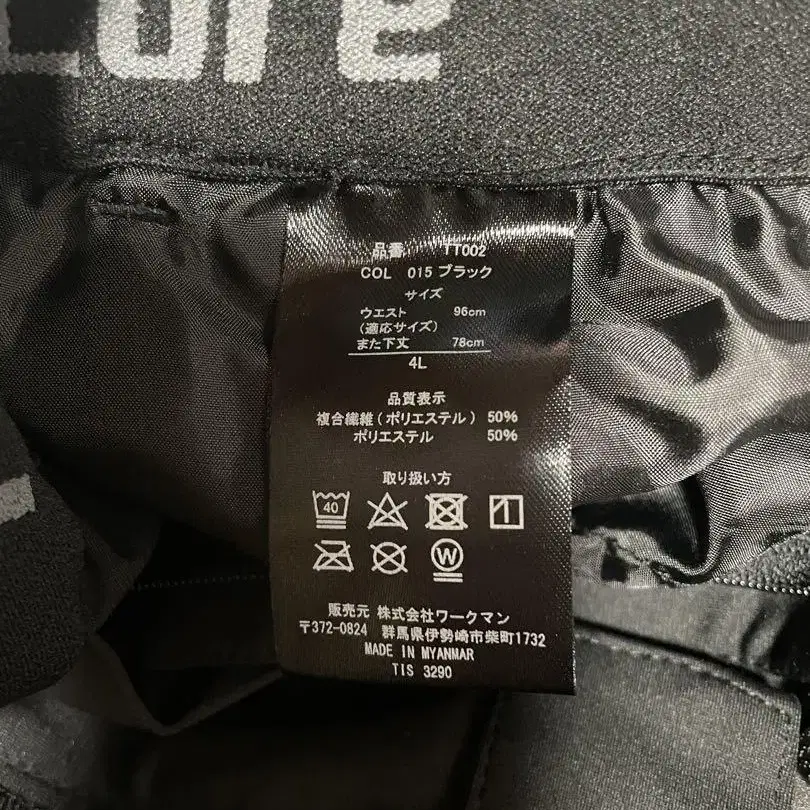 core
品番 TT002
COL 015 ブラック
サイズ
ウエスト 96cm
(適応サイズ)
また下丈 78cm
4L
品質表示
複合繊維(ポリエステル) 50%
ポリエステル 50%
取り扱い方
40
W
販売元 株式会社ワークマン
〒372-0824 群馬県伊勢崎市柴町1732
MADE IN MYANMAR
TIS 3290